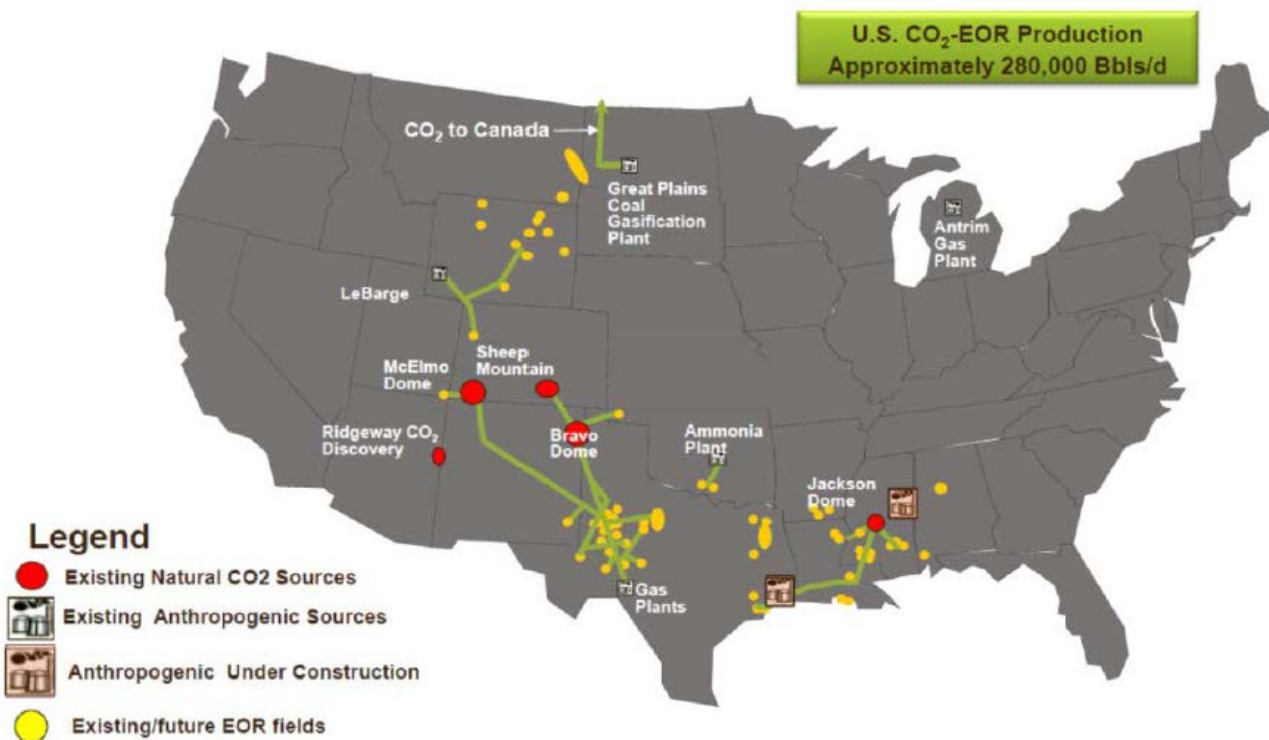 U.S. CO₂-EOR Production
Approximately 280,000 Bbls/d
CO₂ to Canada
Great Plains
Coal
Gasification
Plant
Antrim
Gas
Plant
LeBarge
McElmo
Dome
Sheep
Mountain
Ridgeway CO₂
Discovery
Bravo
Dome
Ammonia
Plant
Jackson
Dome
Gas
Plants
Legend
Existing Natural CO2 Sources
Existing Anthropogenic Sources
Anthropogenic Under Construction
Existing/future EOR fields